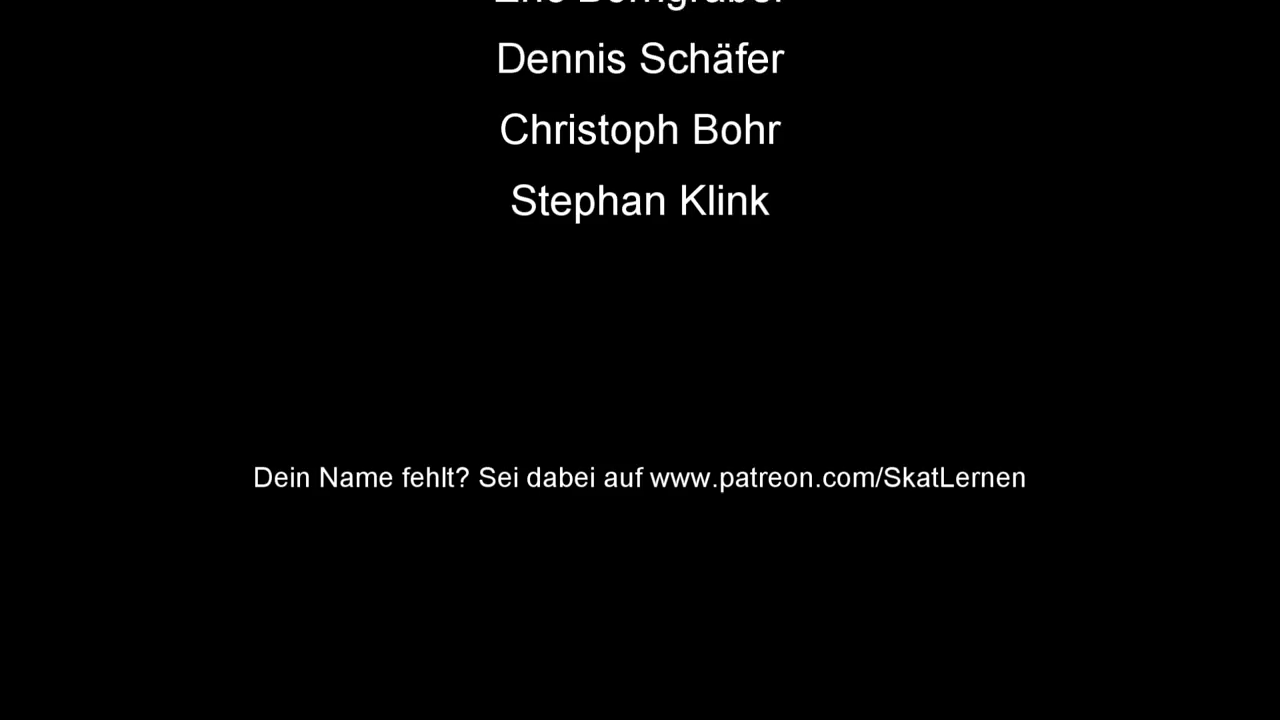 Dennis Schäfer
Christoph Bohr
Stephan Klink
Dein Name fehlt? Sei dabei auf www.patreon.com/SkatLernen